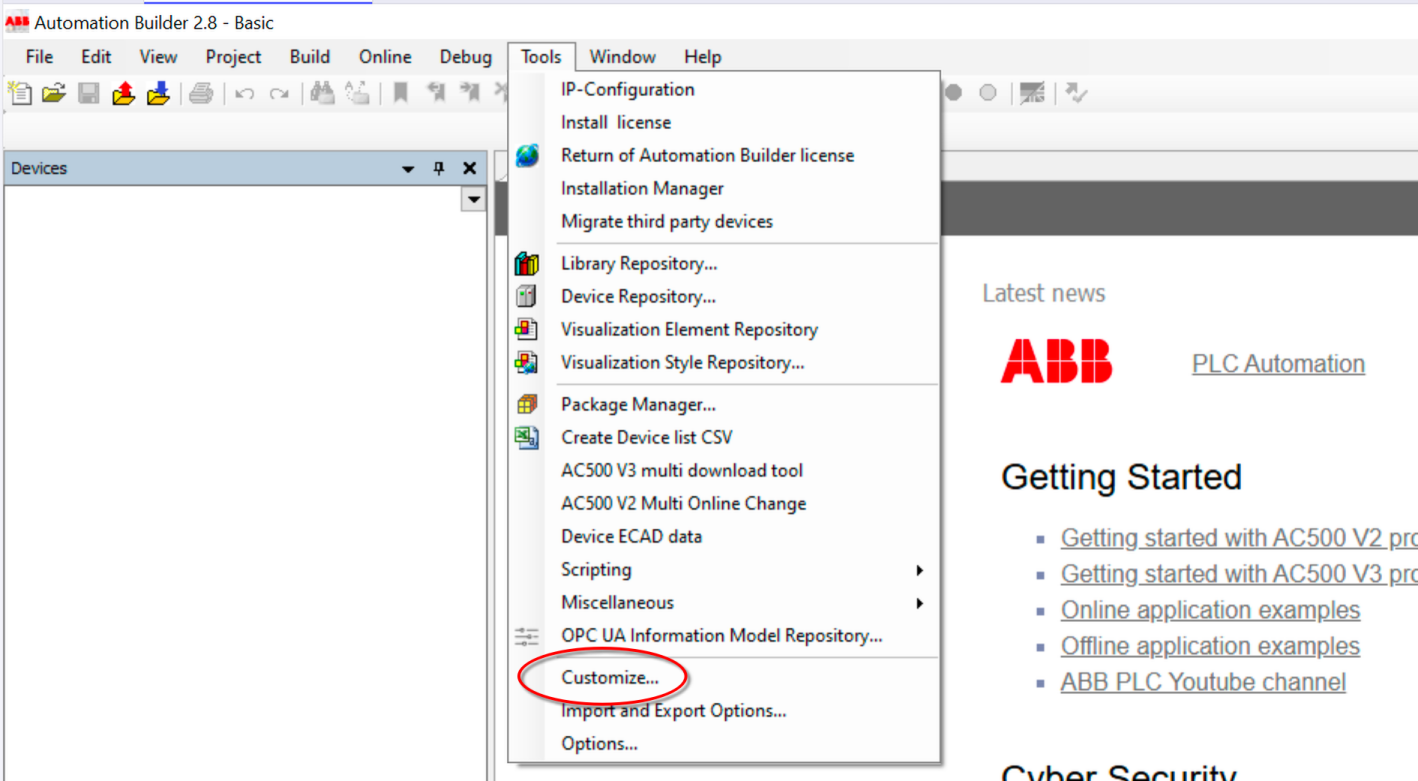 ABB Automation Builder 2.8 - Basic
File Edit View Project Build Online Debug Tools Window Help
IP-Configuration
Install license
Return of Automation Builder license
Installation Manager
Migrate third party devices
Library Repository...
Device Repository...
Visualization Element Repository
Visualization Style Repository...
Package Manager...
Create Device list CSV
AC500 V3 multi download tool
AC500 V2 Multi Online Change
Device ECAD data
Scripting
Miscellaneous
OPC UA Information Model Repository...
Customize...
Import and Export Options...
Options...
Devices
Latest news
ABB PLC Automation
Getting Started
Getting started with AC500 V2 pro
Getting started with AC500 V3 pro
Online application examples
Offline application examples
ABB PLC Youtube channel
Cyber Security